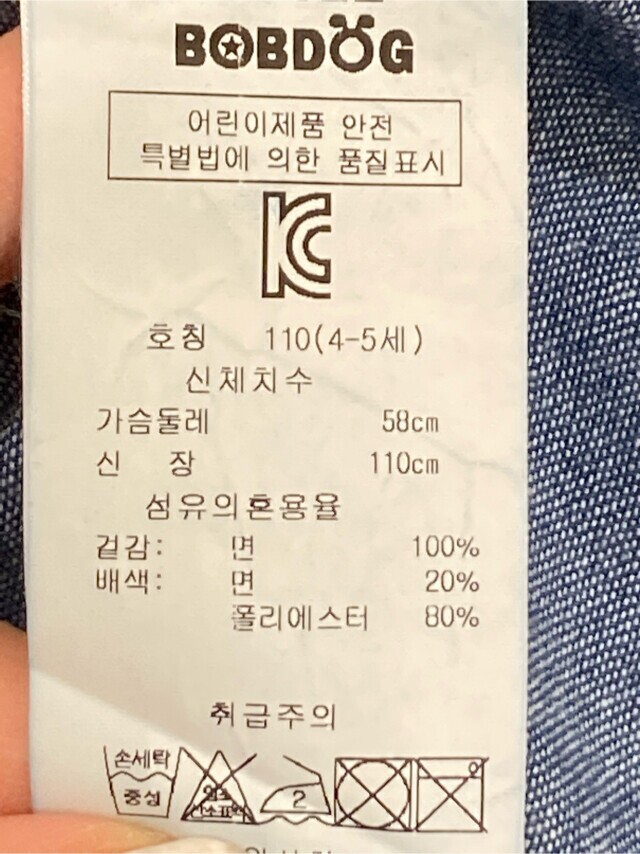 BOBDOG
어린이제품 안전
특별법에 의한 품질표시
KC
호칭 110(4-5세)
신체치수
가슴둘레 58cm
신 장 110cm
섬유의혼용율
겉감: 면 100%
배색: 면 20%
폴리에스터 80%
취급주의
손세탁
중성
2